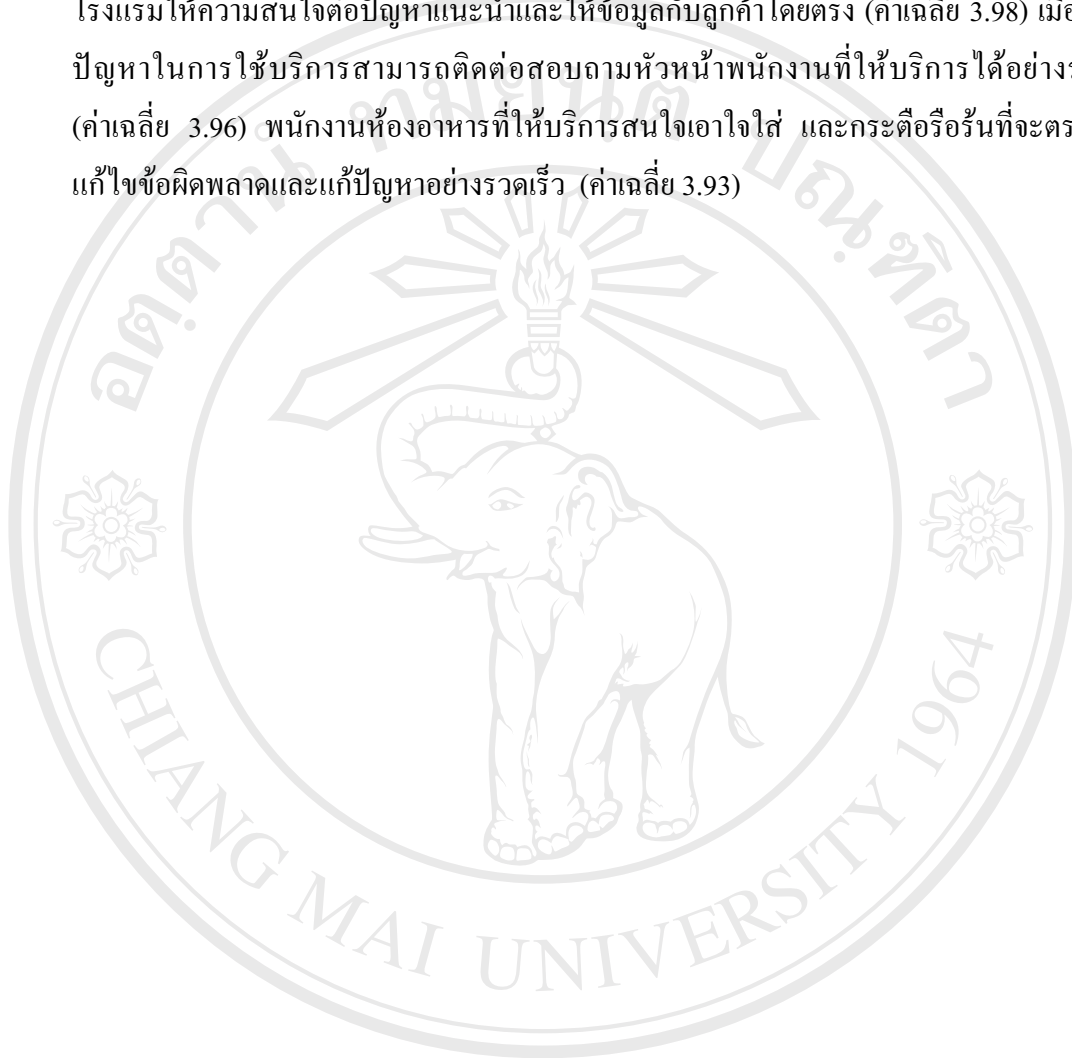 โรงแรมให้ความสนใจต่อปัญหาแนะนำและให้ข้อมูลกับลูกค้าโดยตรง (ค่าเฉลี่ย 3.98)
ปัญหาในการใช้บริการสามารถติดต่อสอบถามหัวหน้าพนักงานที่ให้บริการได้อย่าง
(ค่าเฉลี่ย 3.96) พนักงานห้องอาหารที่ให้บริการสนใจเอาใจใส่ และกระตือรือร้นที่จะ
แก้ไขข้อผิดพลาดและแก้ปัญหาอย่างรวดเร็ว (ค่าเฉลี่ย 3.93)
CHIANG MAI UNIVERSITY 1964